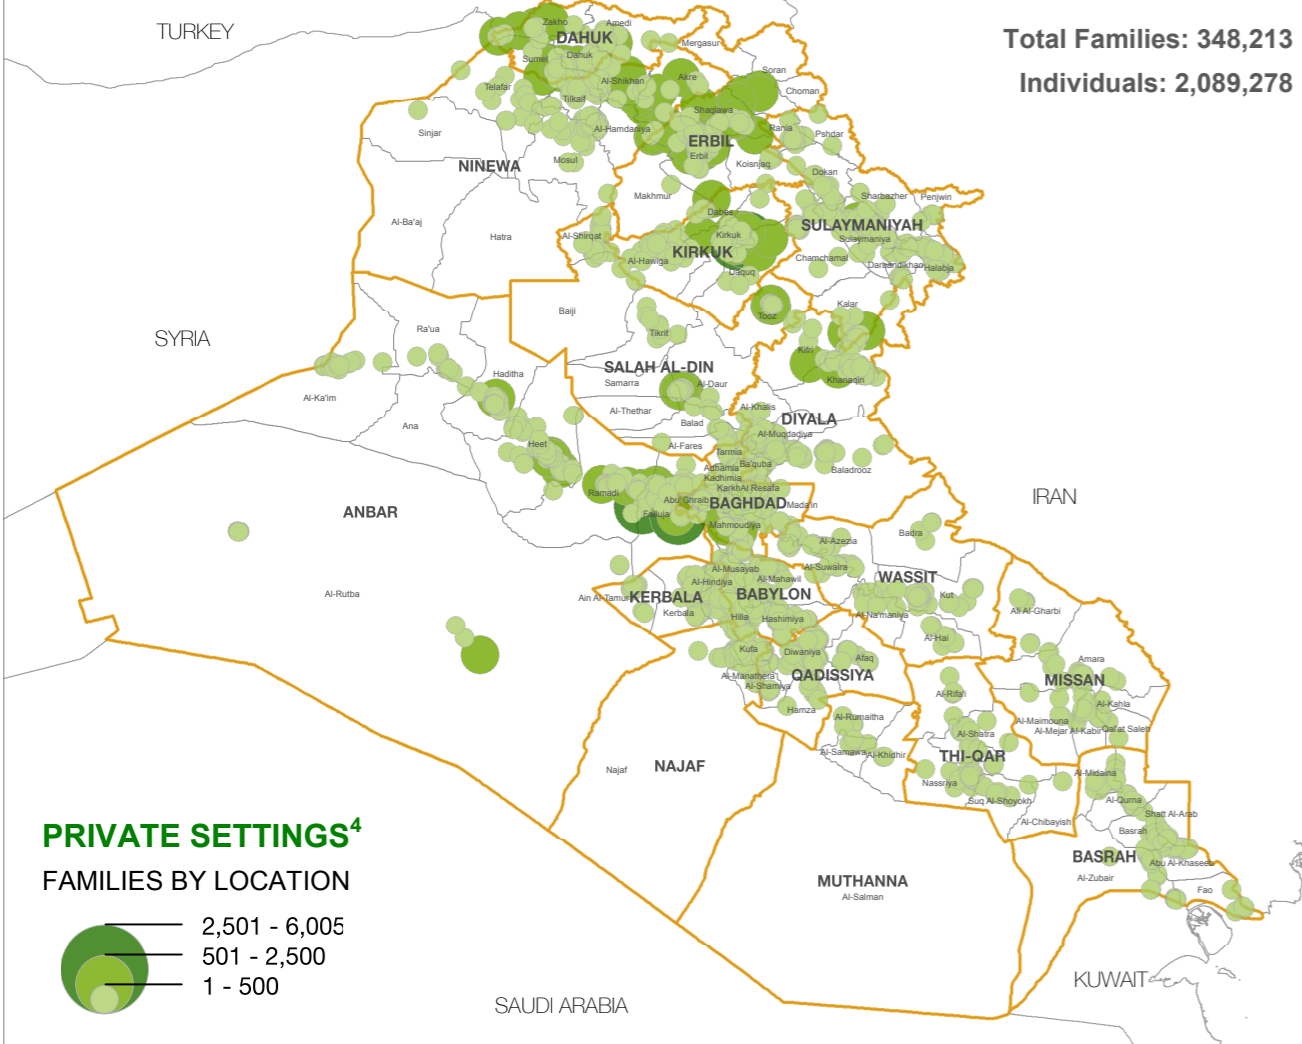 TURKEY
Total Families: 348,213
Individuals: 2,089,278
Zakho
Amedi
DAHUK
Mergasur
Sumel
Dahuk
Soran
Akre
Al-Shikhan
Telafar
Choman
Tilkaif
Shaqlawa
Sinjar
Al-Hamdaniya
Rania
Pshdar
ERBIL
Mosul
Erbil
NINEWA
Koisnjaq
Dokan
Makhmur
Sharbazher
Penjwin
Dabes
Al-Ba'aj
SULAYMANIYAH
Hatra
Al-Shirqat
Kirkuk
Sulaymaniya
KIRKUK
Al-Hawiga
Chamchamal
Darbandikhan
Halabja
Daquq
Kalar
Baiji
Tooz
Ra'ua
Tikrit
SYRIA
Kifri
SALAH AL-DIN
Haditha
Samarra
Al-Daur
Khanaqin
Al-Ka'im
Al-Thethar
Al-Khalis
Balad
DIYALA
Ana
Al-Muqdadiya
Heet
Al-Fares
Tarmia
Ba'quba
Adhamia
Baladrooz
Kadhimia
Karkh
Al Resafa
Ramadi
Abu Ghraib
IRAN
BAGHDAD
Mada'in
ANBAR
Falluja
Mahmoudiya
Badra
Al-Azezia
Al-Musayab
Al-Suwaira
Al-Hindiya
Al-Mahawil
WASSIT
Al-Rutba
Ain Al-Tamur
KERBALA
BABYLON
Kut
Ali Al-Gharbi
Kerbala
Hilla
Hashimiya
Al-Na'maniya
Al-Hai
Kufa
Diwaniya
Afaq
Amara
Al-Manathera
QADISSIYA
MISSAN
Al-Shamiya
Al-Rifa'i
Al-Kahla
Hamza
Al-Rumaitha
Al-Maimouna
Al-Mejar Al-Kabir
Qal'at Saleh
Al-Shatra
Al-Samawa
Al-Khidhir
THI-QAR
Najaf
NAJAF
Al-Midaina
Nassriya
Suq Al-Shoyokh
Al-Qurna
Shatt Al-Arab
Al-Chibayish
Basrah
PRIVATE SETTINGS4
BASRAH
Abu Al-Khaseeb
FAMILIES BY LOCATION
MUTHANNA
Al-Zubair
Al-Salman
Fao
2,501 - 6,005
501 - 2,500
1 - 500
KUWAIT
SAUDI ARABIA